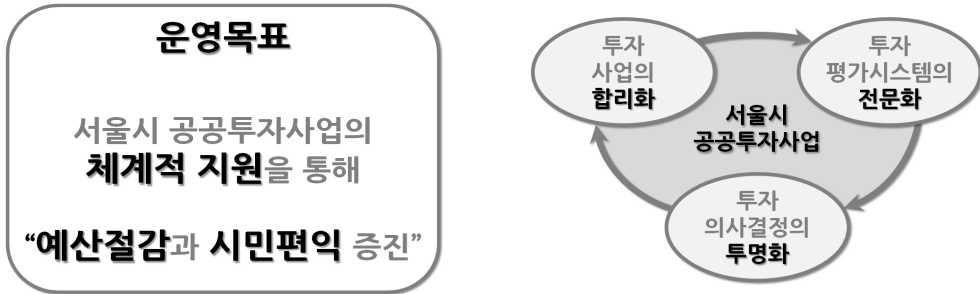 운영목표
서울시 공공투자사업의
체계적 지원을 통해
“예산절감과 시민편익 증진”
투자
사업의
합리화
투자
평가시스템의
전문화
서울시
공공투자사업
투자
의사결정의
투명화